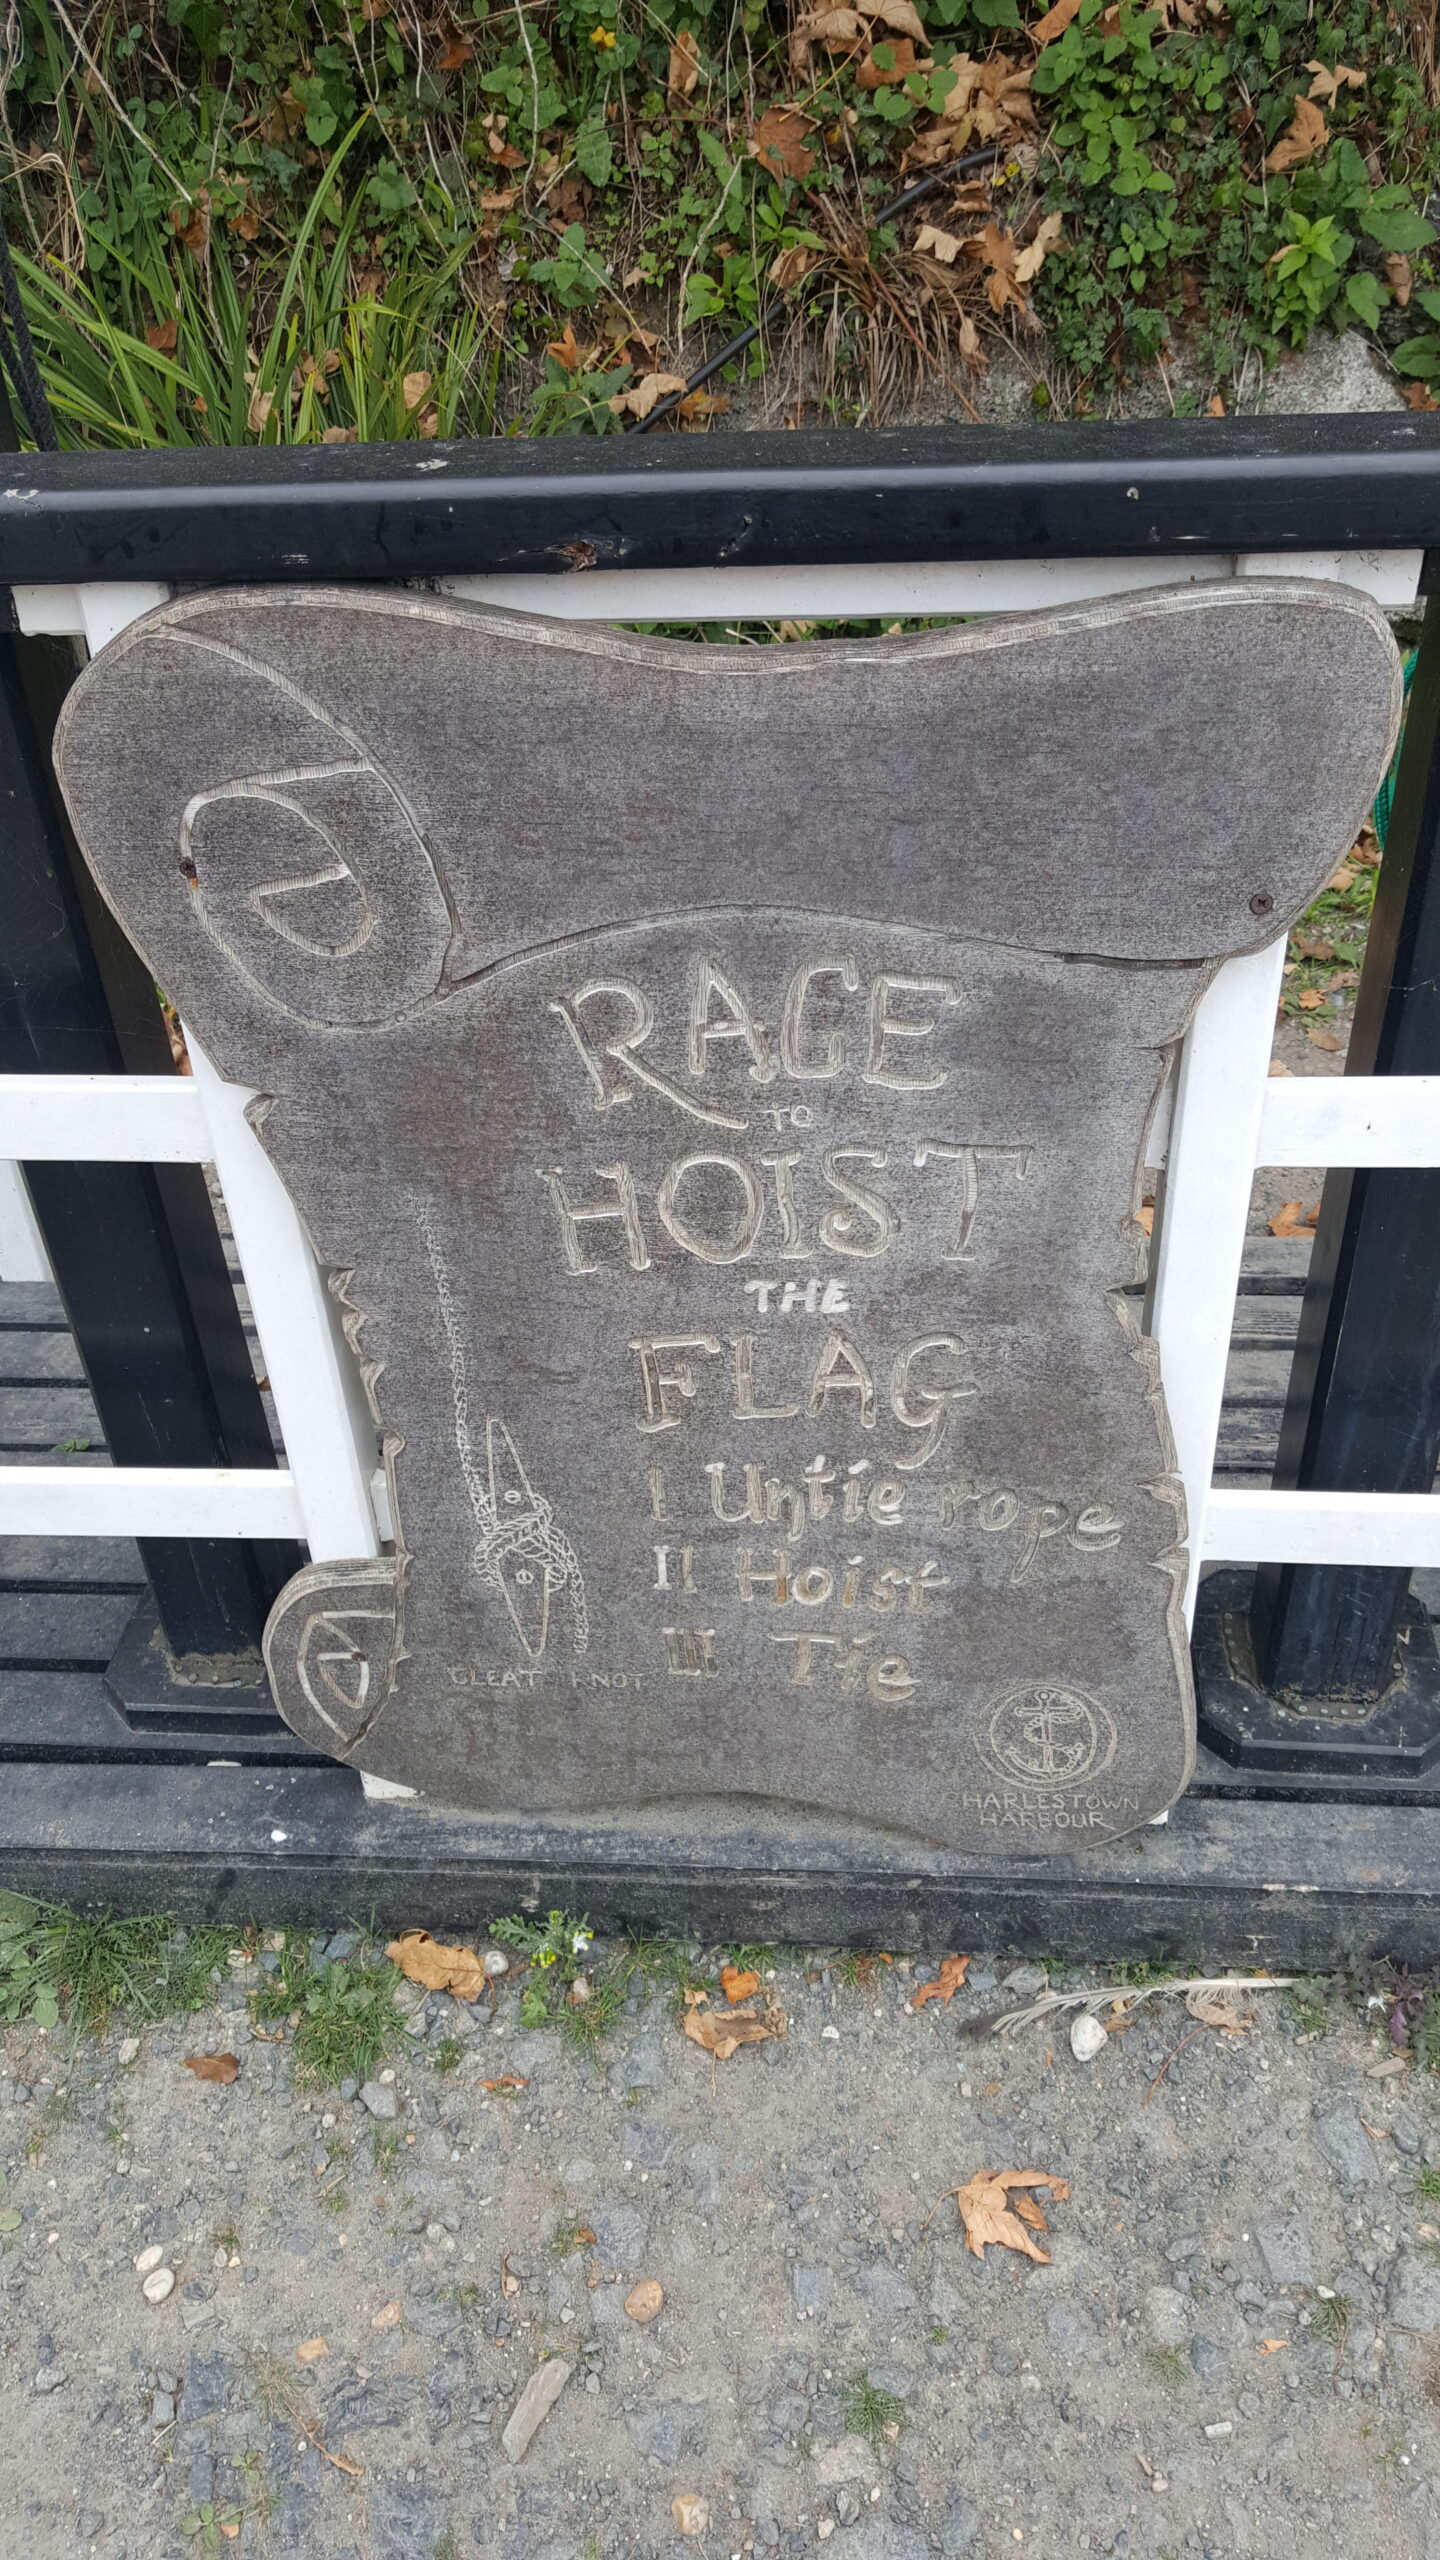 RACE
TO
HOIST
THE
FLAG
I Untie rope
II Hoist
III Tie
CLEAT KNOT
HARLESTOWN
HARBOUR